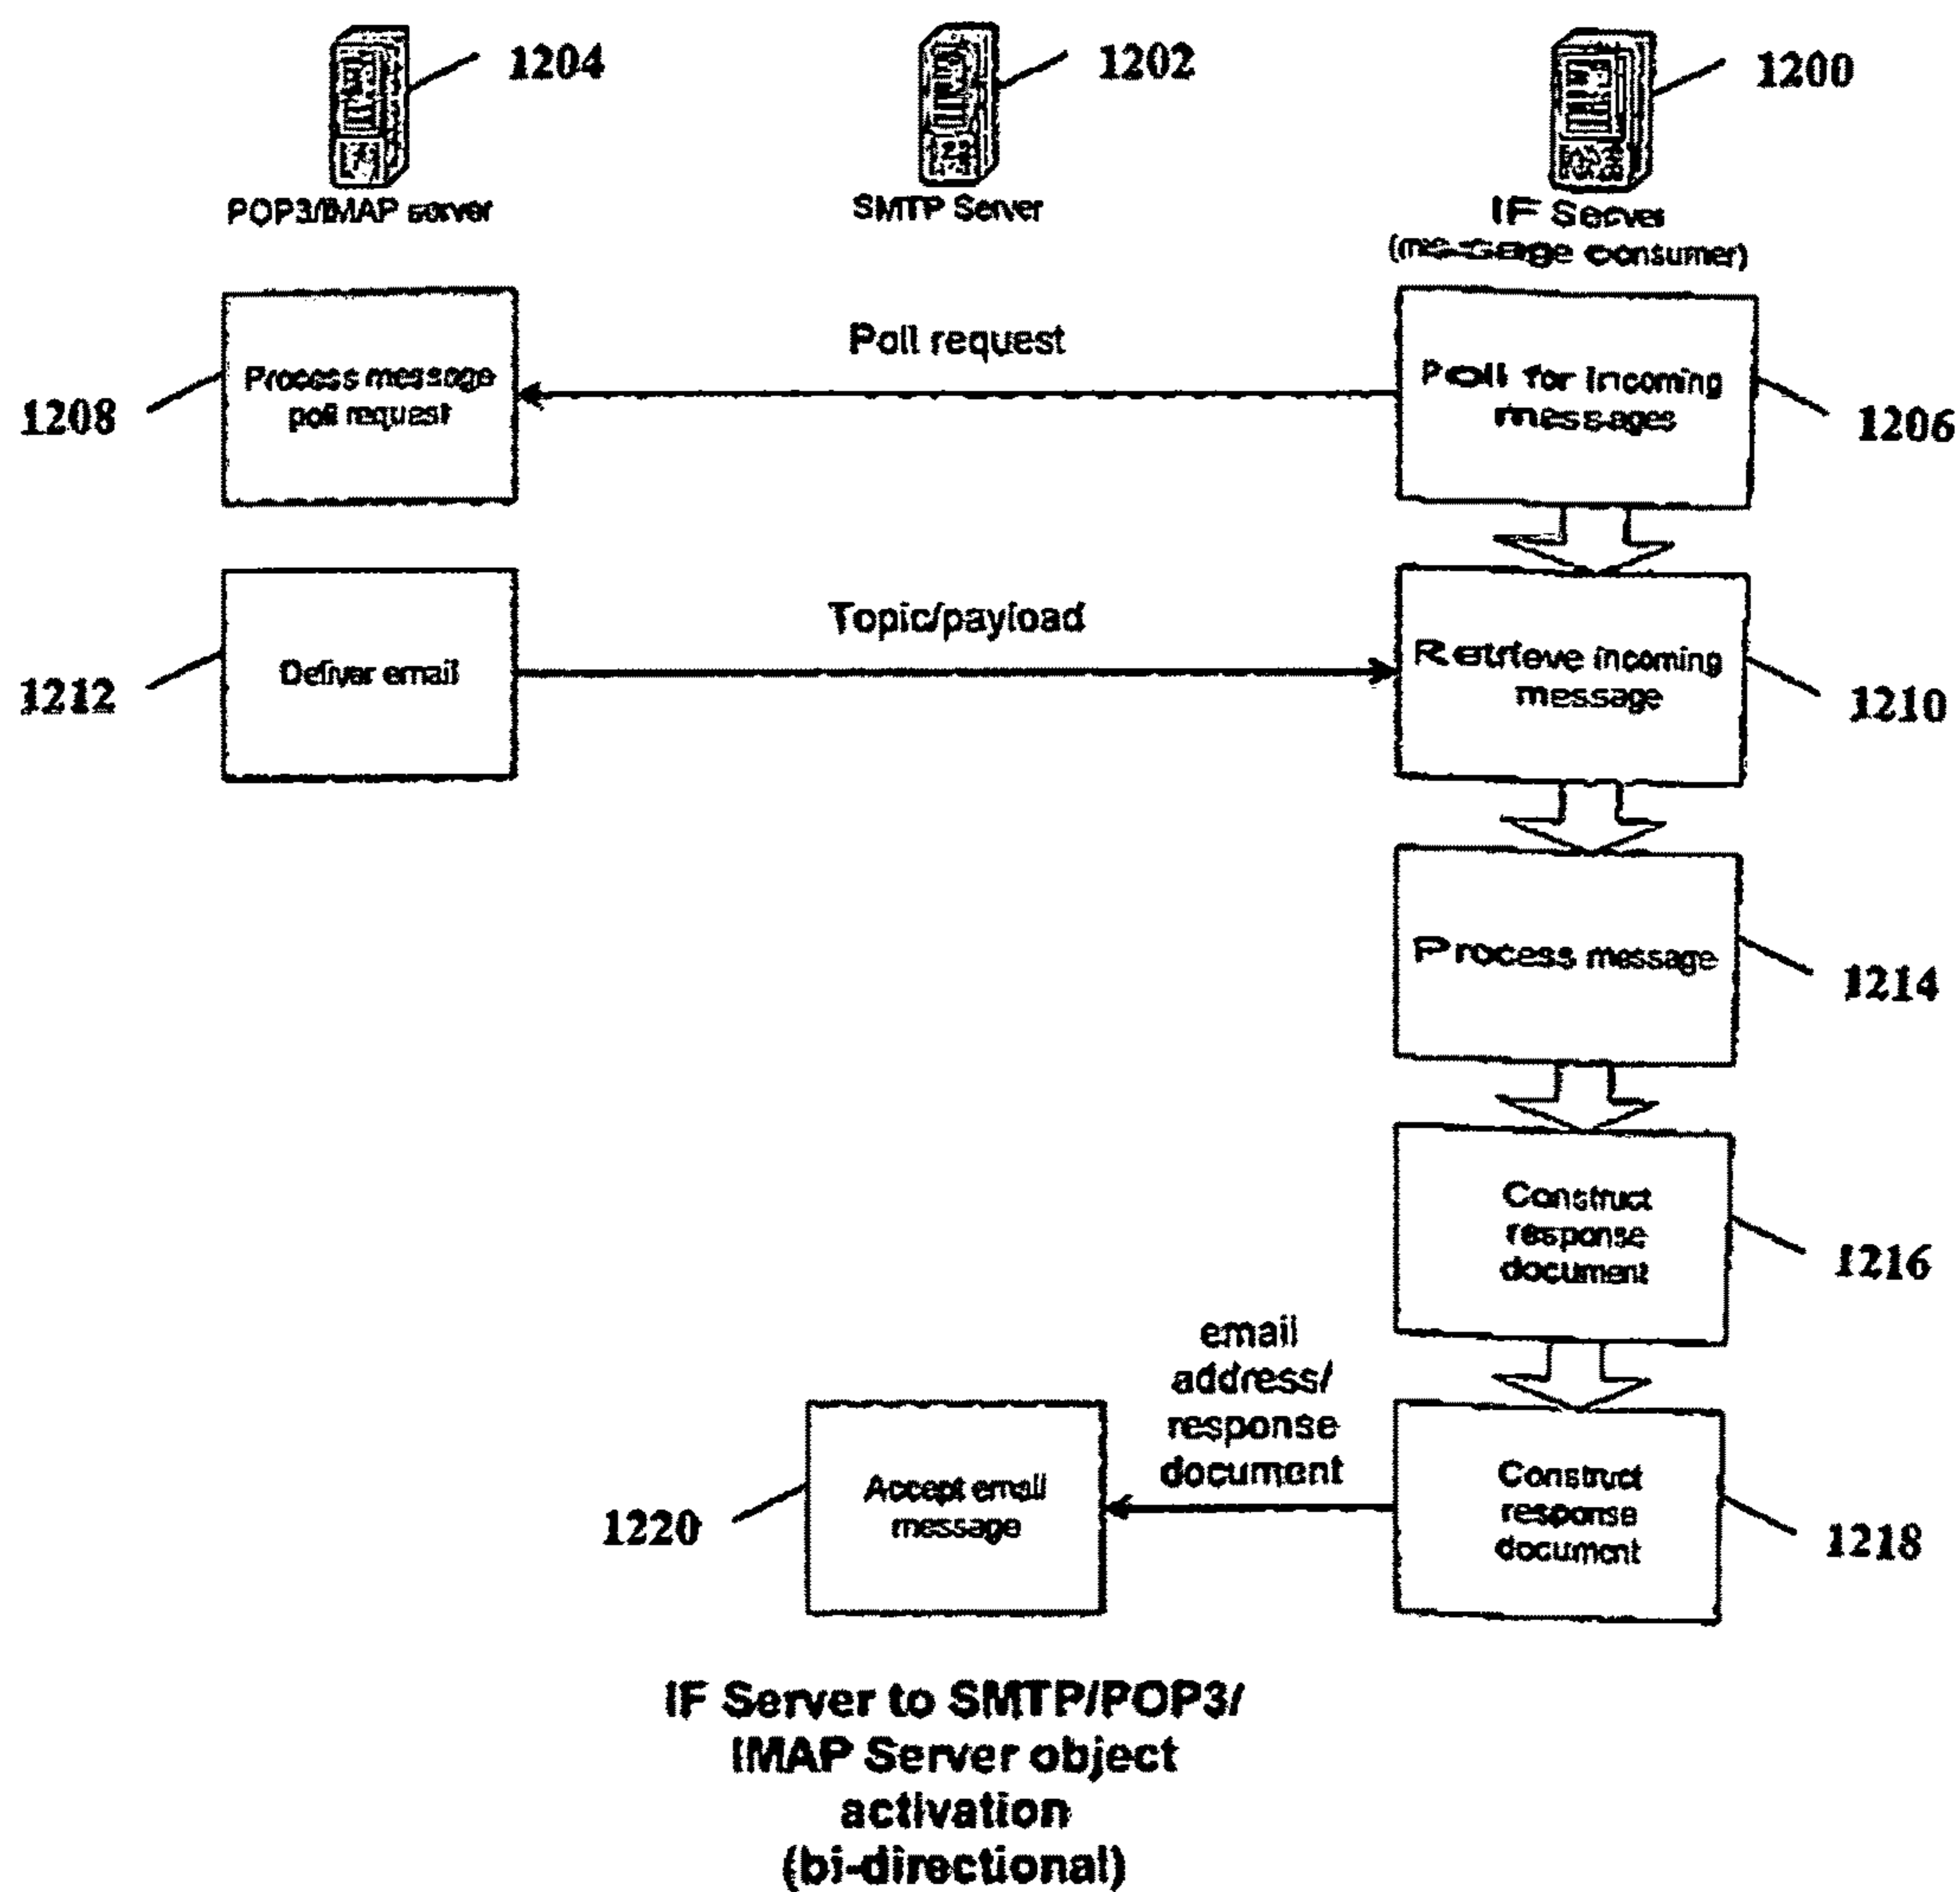 1204
1202
1200
POP3/IMAP server
SMTP Server
IF Server
(message consumer)
Process message
poll request
1208
Poll request
Poll for incoming
messages
1206
Deliver email
1212
Topic/payload
Retrieve incoming
message
1210
Process message
1214
Construct
response
document
1216
email
address/
response
document
Accept email
message
1220
Construct
response
document
1218
IF Server to SMTP/POP3/
IMAP Server object
activation
(bi-directional)